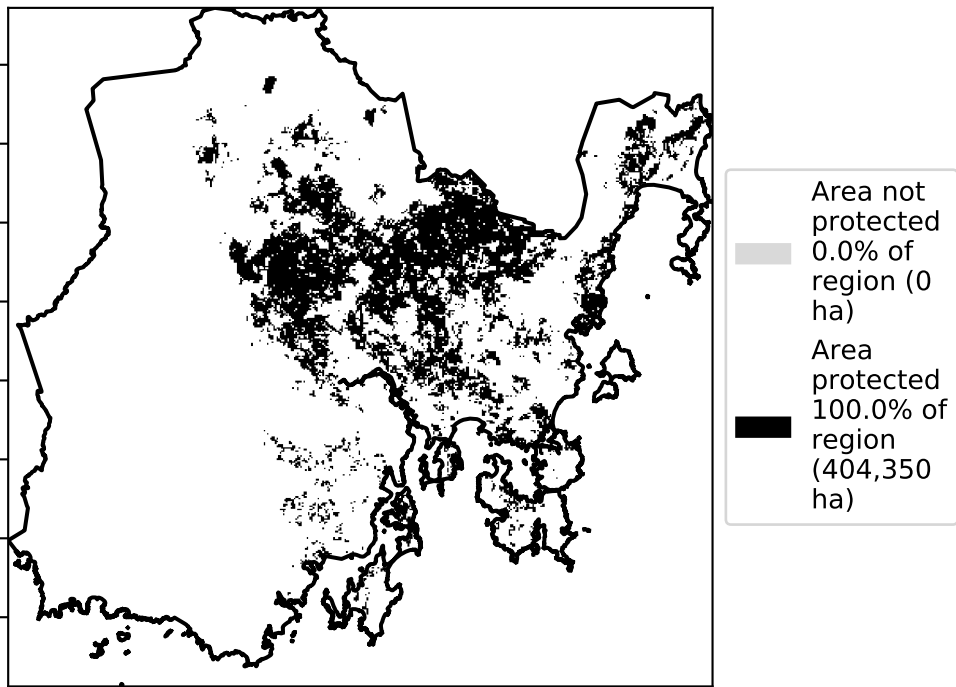 Area not
protected
0.0% of
region (0
ha)
Area
protected
100.0% of
region
(404,350
ha)